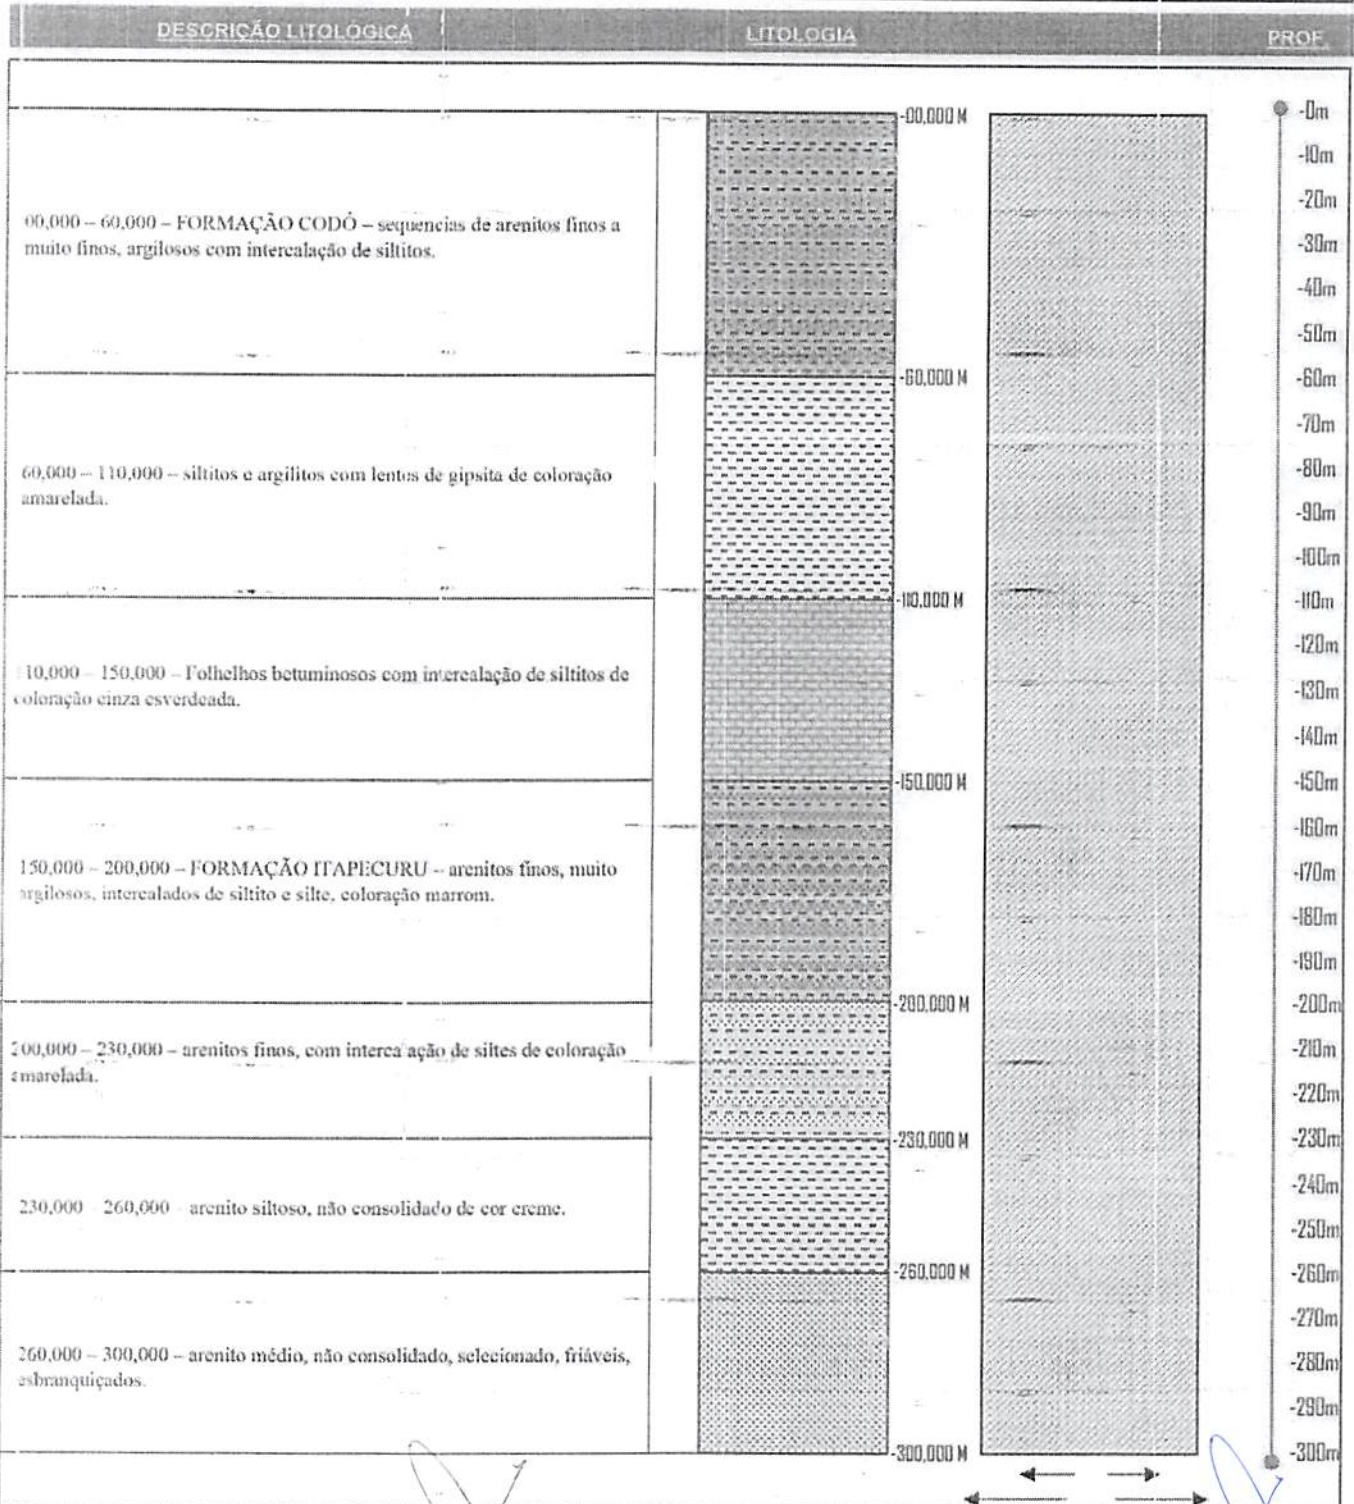 DESCRIÇÃO LITOLÓGICA
LITOLOGIA
PROF.
00,000 – 60,000 – FORMAÇÃO CODÓ – sequencias de arenitos finos a
muito finos, argilosos com intercalação de siltitos.
60,000 – 110,000 – siltitos e argilitos com lentes de gipsita de coloração
amarelada.
110,000 – 150,000 – Folhelhos betuminosos com intercalação de siltitos de
coloração cinza esverdeada.
150,000 – 200,000 – FORMAÇÃO ITAPECURU – arenitos finos, muito
argilosos, intercalados de siltito e silte, coloração marrom.
200,000 – 230,000 – arenitos finos, com intercalação de siltes de coloração
amarelada.
230,000 – 260,000 – arenito siltoso, não consolidado de cor creme.
260,000 – 300,000 – arenito médio, não consolidado, selecionado, friáveis,
esbranquiçados.
-00,000 M
-60,000 M
-110,000 M
-150,000 M
-200,000 M
-230,000 M
-260,000 M
-300,000 M
-0m
-10m
-20m
-30m
-40m
-50m
-60m
-70m
-80m
-90m
-100m
-110m
-120m
-130m
-140m
-150m
-160m
-170m
-180m
-190m
-200m
-210m
-220m
-230m
-240m
-250m
-260m
-270m
-280m
-290m
-300m